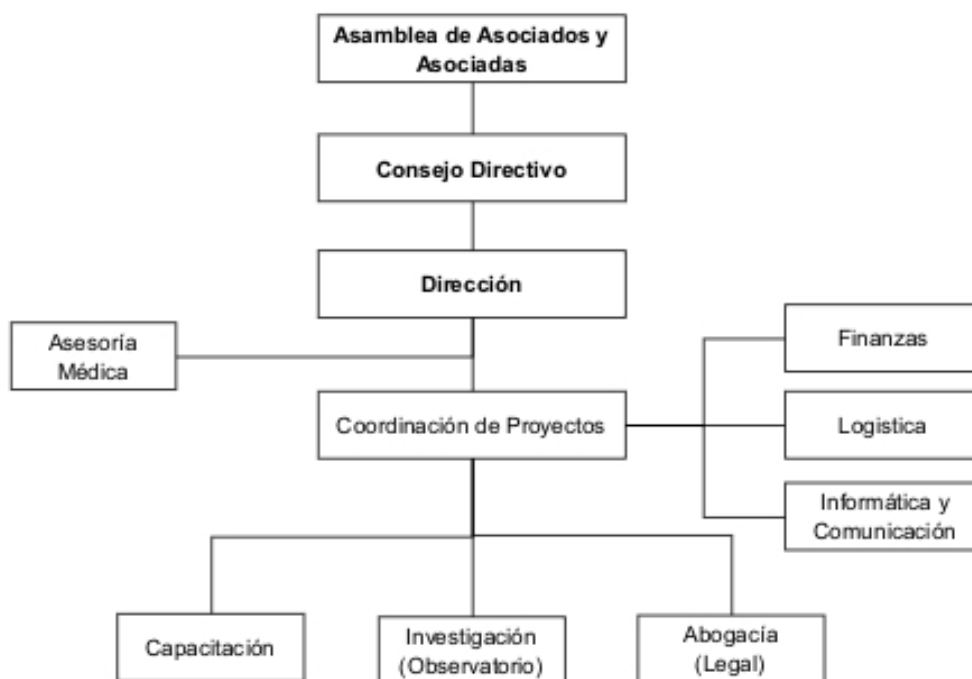 Asamblea de Asociados y
Asociadas
Consejo Directivo
Dirección
Asesoría
Médica
Finanzas
Coordinación de Proyectos
Logistica
Informática y
Comunicación
Capacitación
Investigación
(Observatorio)
Abogacía
(Legal)